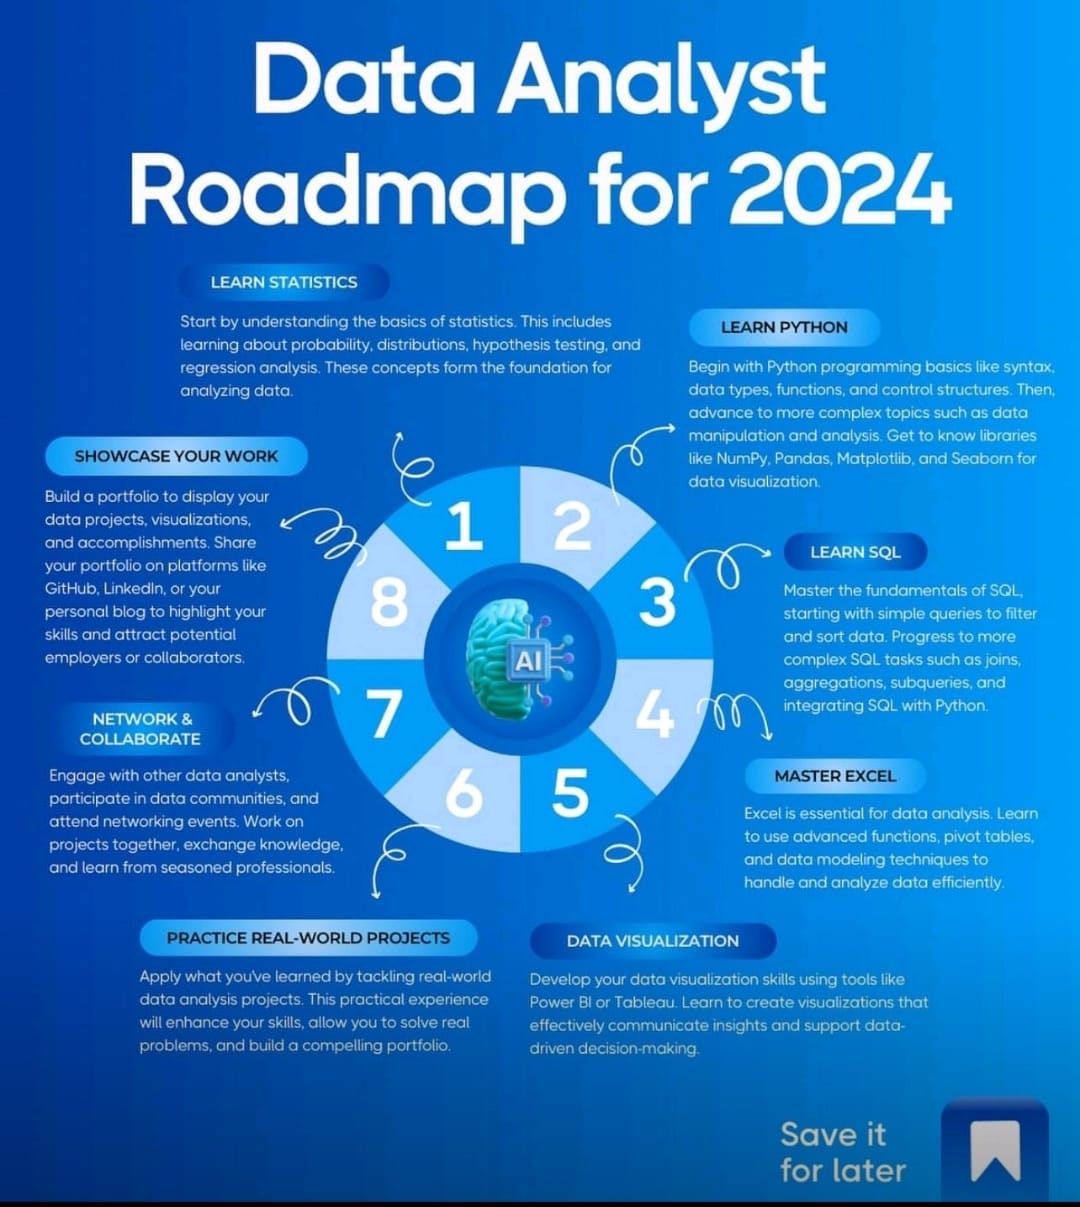 Data Analyst
Roadmap for 2024
LEARN STATISTICS
Start by understanding the basics of statistics. This includes
learning about probability, distributions, hypothesis testing, and
regression analysis. These concepts form the foundation for
analyzing data.
LEARN PYTHON
Begin with Python programming basics like syntax,
data types, functions, and control structures. Then,
advance to more complex topics such as data
manipulation and analysis. Get to know libraries
like NumPy, Pandas, Matplotlib, and Seaborn for
data visualization.
LEARN SQL
Master the fundamentals of SQL,
starting with simple queries to filter
and sort data. Progress to more
complex SQL tasks such as joins,
aggregations, subqueries, and
integrating SQL with Python.
MASTER EXCEL
Excel is essential for data analysis. Learn
to use advanced functions, pivot tables,
and data modeling techniques to
handle and analyze data efficiently.
DATA VISUALIZATION
Develop your data visualization skills using tools like
Power BI or Tableau. Learn to create visualizations that
effectively communicate insights and support data-
driven decision-making.
PRACTICE REAL-WORLD PROJECTS
Apply what you've learned by tackling real-world
data analysis projects. This practical experience
will enhance your skills, allow you to solve real
problems, and build a compelling portfolio.
NETWORK &
COLLABORATE
Engage with other data analysts,
participate in data communities, and
attend networking events. Work on
projects together, exchange knowledge,
and learn from seasoned professionals.
SHOWCASE YOUR WORK
Build a portfolio to display your
data projects, visualizations,
and accomplishments. Share
your portfolio on platforms like
GitHub, LinkedIn, or your
personal blog to highlight your
skills and attract potential
employers or collaborators.
1
2
3
4
5
6
7
8
AI
Save it
for later